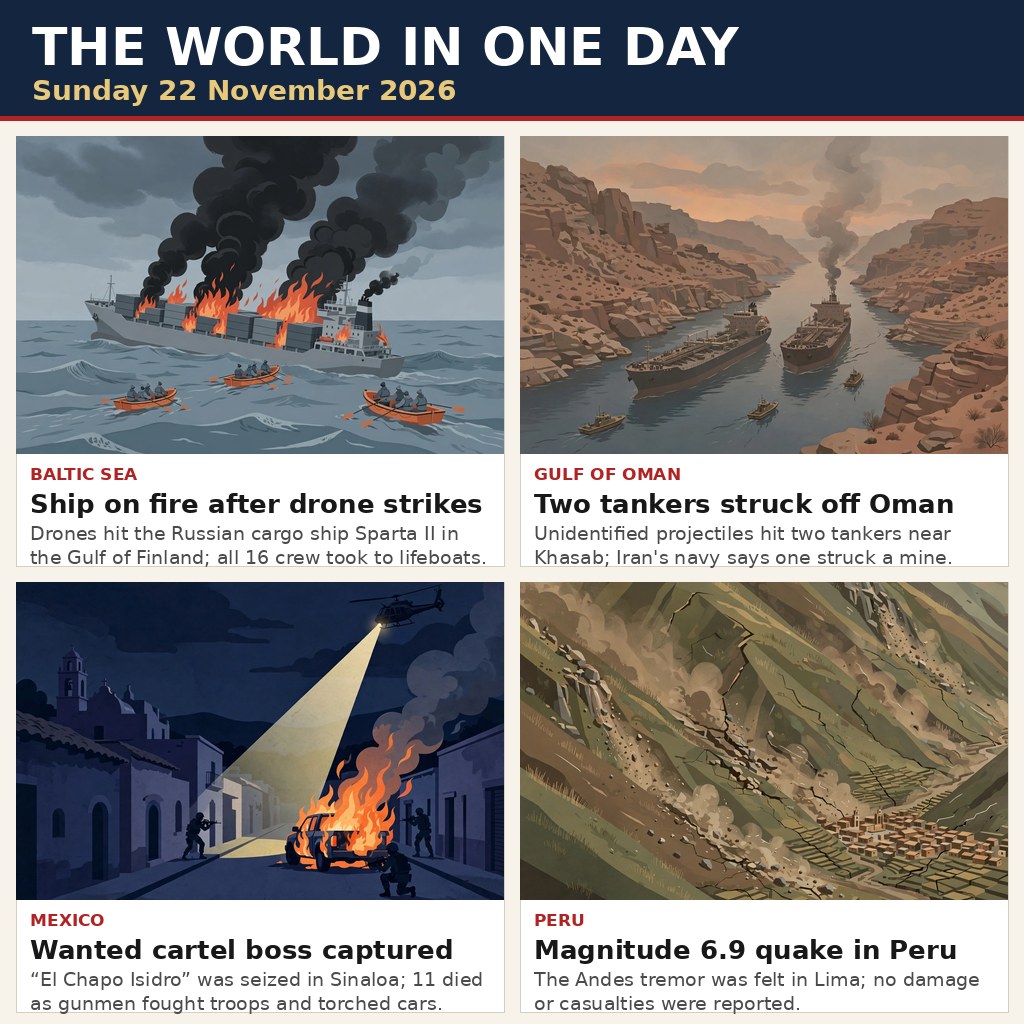 THE WORLD IN ONE DAY
Sunday 22 November 2026
BALTIC SEA
Ship on fire after drone strikes
Drones hit the Russian cargo ship Sparta II in
the Gulf of Finland; all 16 crew took to lifeboats.
GULF OF OMAN
Two tankers struck off Oman
Unidentified projectiles hit two tankers near
Khasab; Iran's navy says one struck a mine.
MEXICO
Wanted cartel boss captured
“El Chapo Isidro” was seized in Sinaloa; 11 died
as gunmen fought troops and torched cars.
PERU
Magnitude 6.9 quake in Peru
The Andes tremor was felt in Lima; no damage
or casualties were reported.